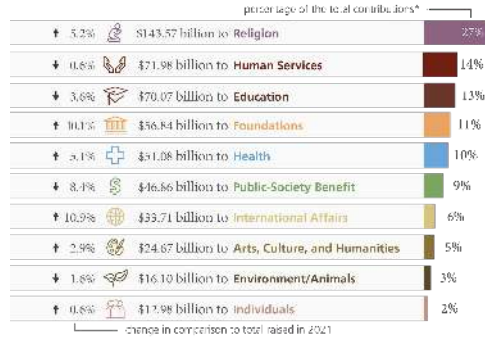 percentage of the total contributions*
↑ 5.2% $143.57 billion to Religion 27%
↓ 0.6% $71.98 billion to Human Services 14%
↓ 3.6% $70.07 billion to Education 13%
↑ 10.1% $56.84 billion to Foundations 11%
↑ 5.1% $51.08 billion to Health 10%
↓ 8.4% $46.86 billion to Public-Society Benefit 9%
↑ 10.9% $33.71 billion to International Affairs 6%
↑ 2.9% $24.67 billion to Arts, Culture, and Humanities 5%
↓ 1.6% $16.10 billion to Environment/Animals 3%
↑ 0.6% $12.98 billion to Individuals 2%
change in comparison to total raised in 2021